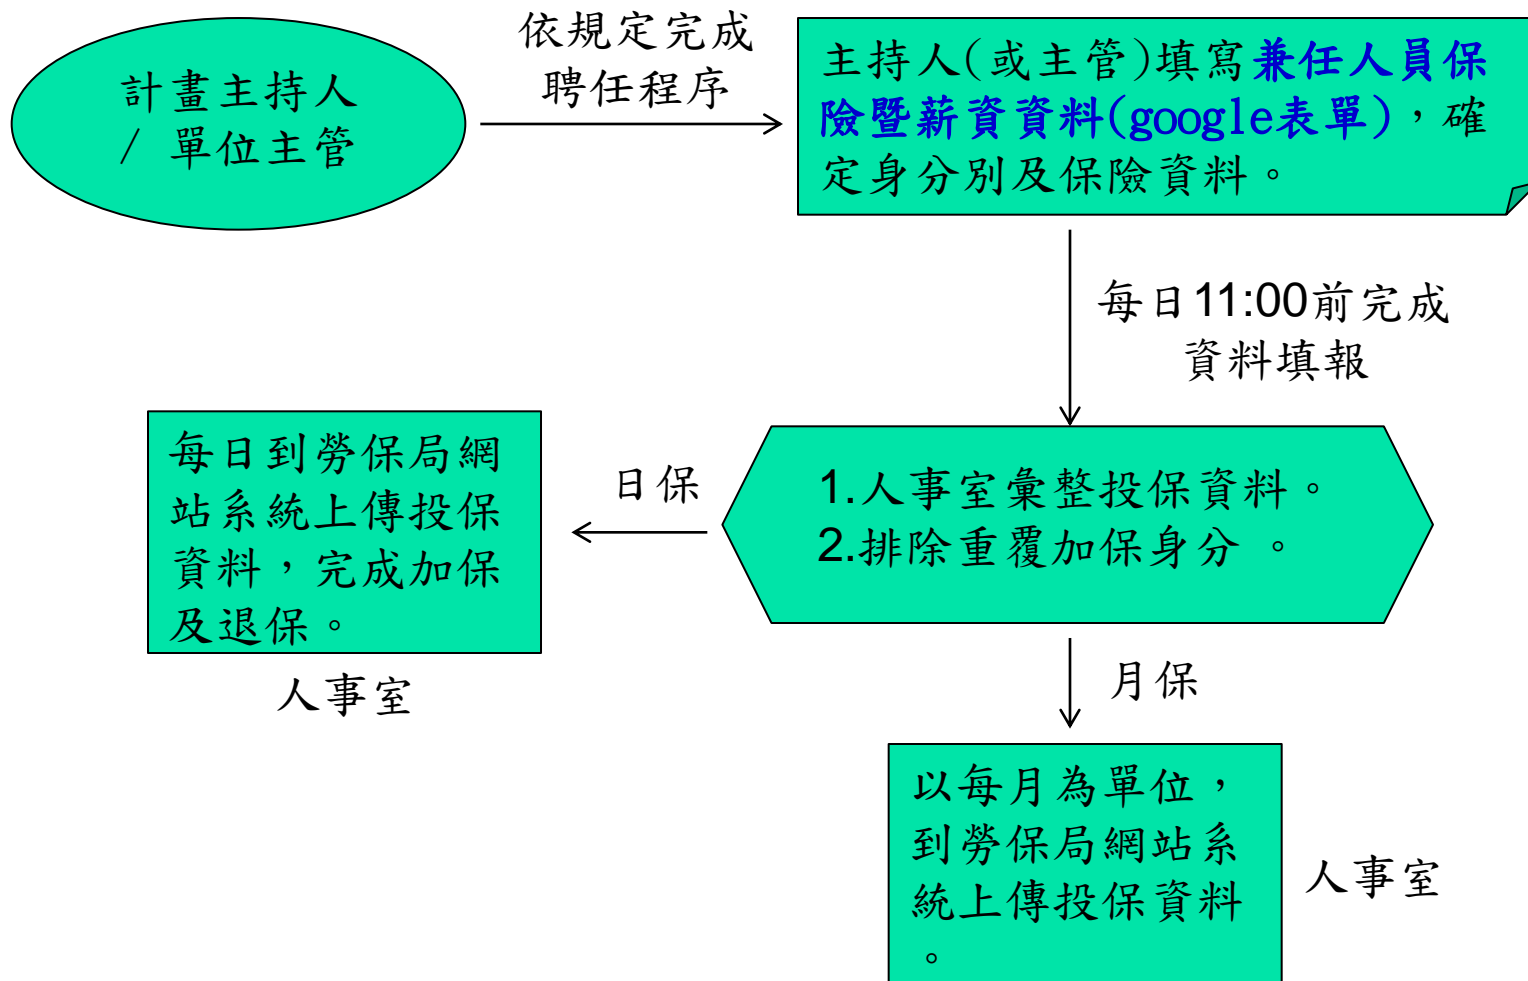 計畫主持人
/ 單位主管
依規定完成
聘任程序
主持人(或主管)填寫兼任人員保
險暨薪資資料(google表單)，確
定身分別及保險資料。
每日11:00前完成
資料填報
1.人事室彙整投保資料。
2.排除重覆加保身分 。
日保
每日到勞保局網
站系統上傳投保
資料，完成加保
及退保。
人事室
月保
以每月為單位，
到勞保局網站系
統上傳投保資料
。
人事室